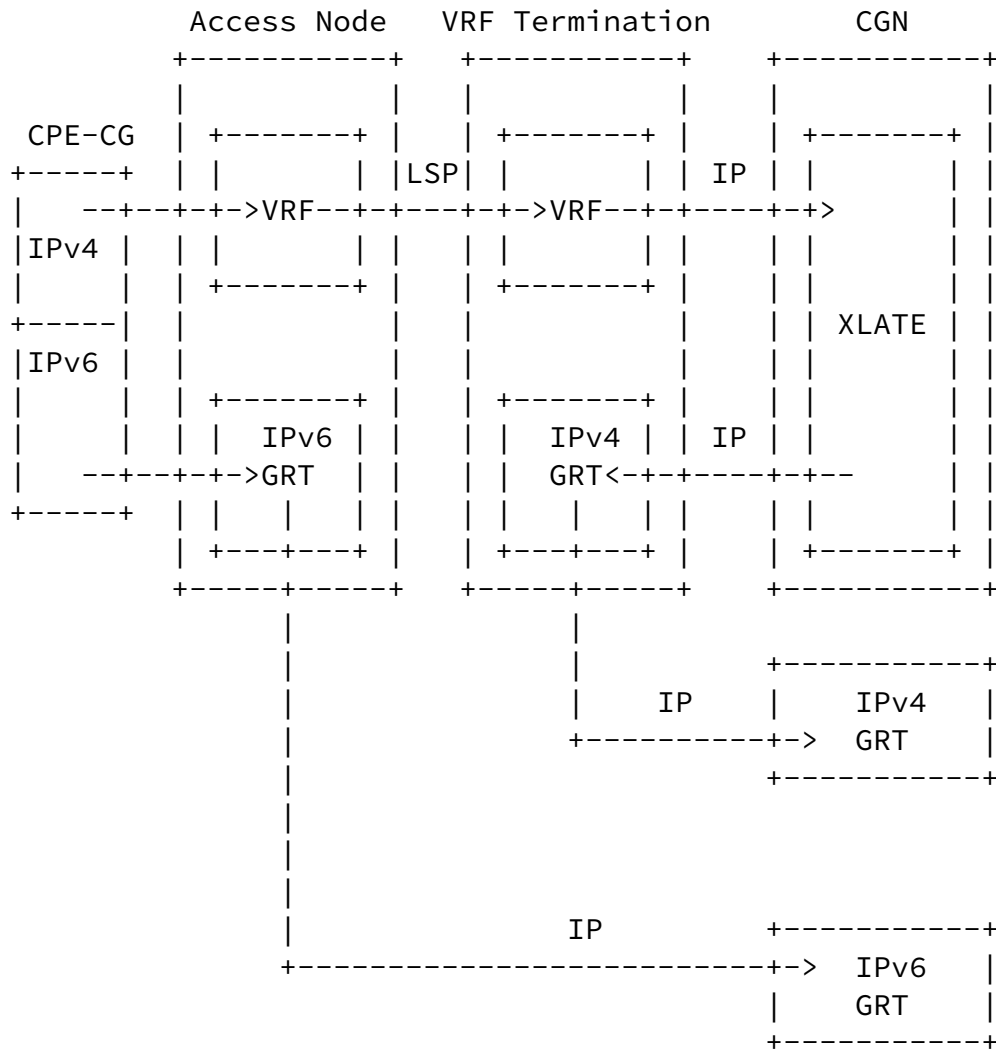 Access Node VRF Termination CGN
CPE-CG
LSP IP
VRF VRF
IPv4
XLATE
IPv6
IPv6 IPv4 IP
GRT GRT
IP IPv4
GRT
IP
IPv6
GRT